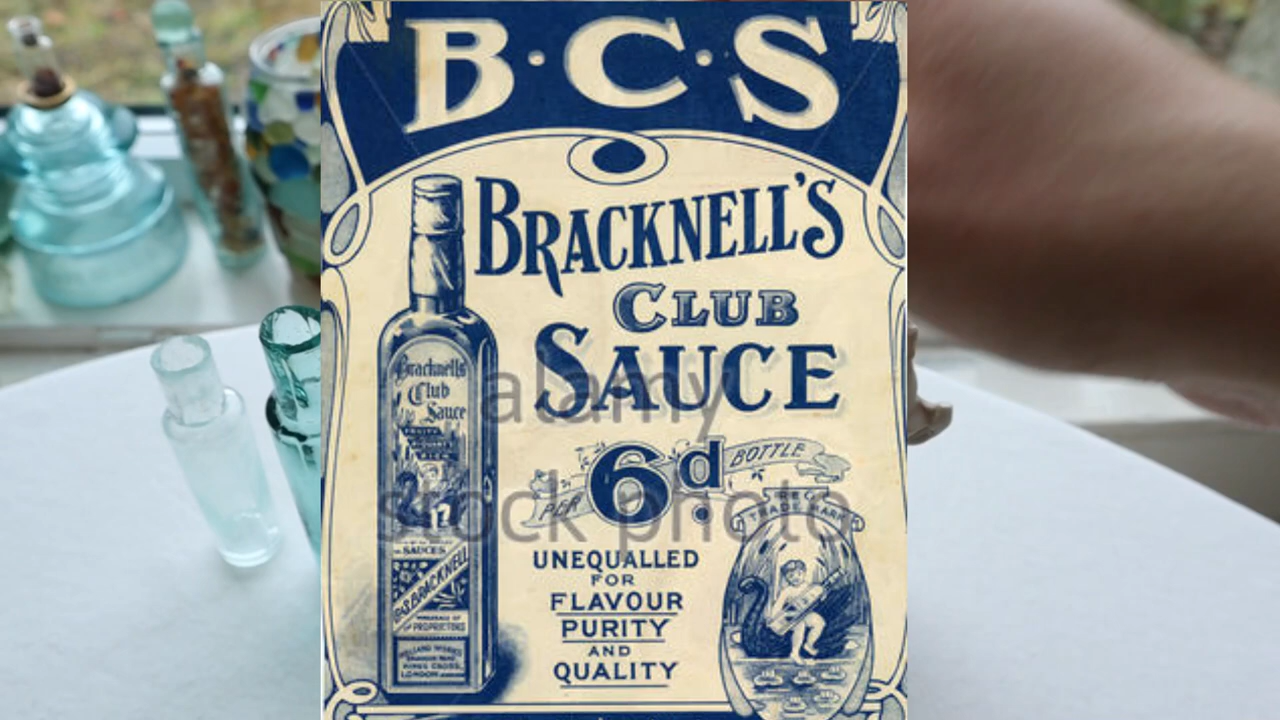 B·C·S
BRACKNELL'S
CLUB
SAUCE
PER 6d. BOTTLE
TRADE MARK
UNEQUALLED
FOR
FLAVOUR
PURITY
AND
QUALITY
Bracknell's
Club
Sauce
SAUCES
BRACKNELL
PROPRIETORS
KINGS CROSS,
LONDON
alamy
stock photo